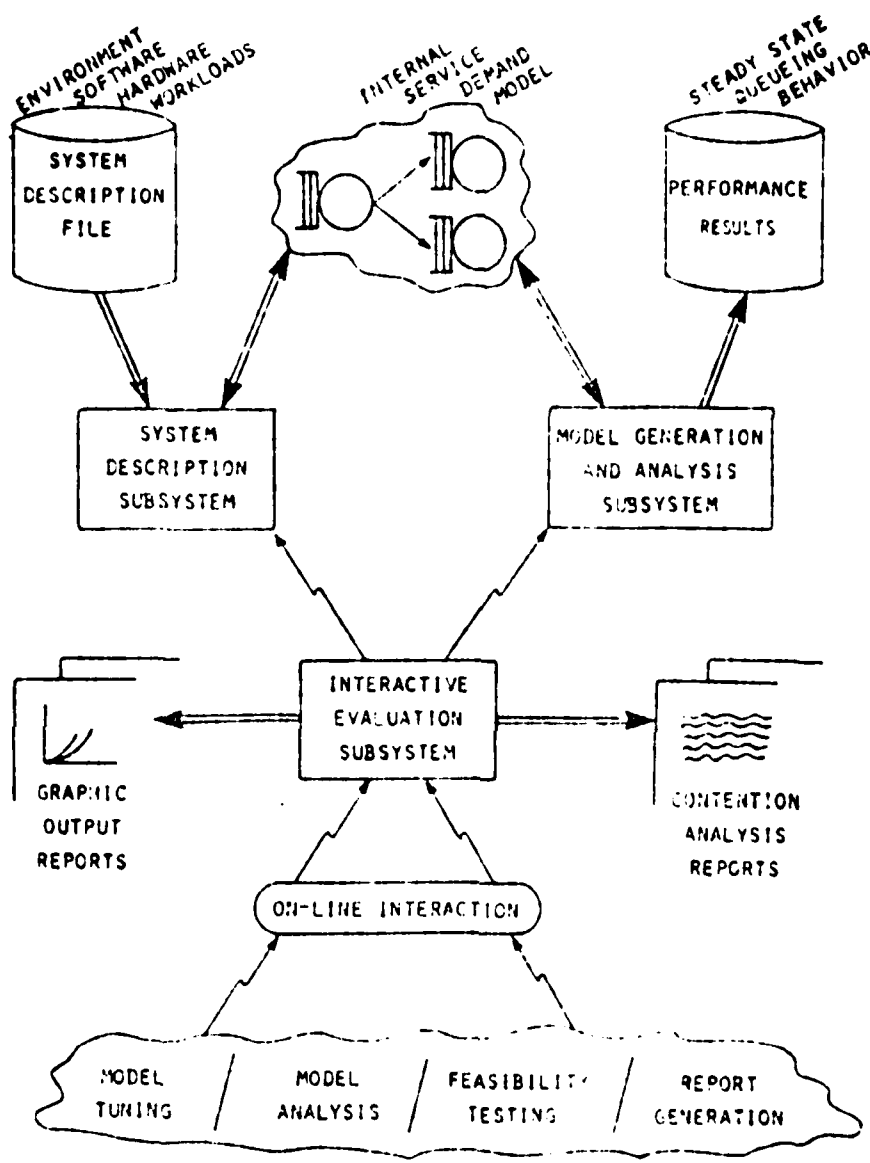 ENVIRONMENT
SOFTWARE
HARDWARE
WORKLOADS
INTERNAL
SERVICE
DEMAND
MODEL
STEADY STATE
QUEUEING
BEHAVIOR
SYSTEM
DESCRIPTION
FILE
PERFORMANCE
RESULTS
SYSTEM
DESCRIPTION
SUBSYSTEM
MODEL GENERATION
AND ANALYSIS
SUBSYSTEM
INTERACTIVE
EVALUATION
SUBSYSTEM
GRAPHIC
OUTPUT
REPORTS
CONTENTION
ANALYSIS
REPORTS
ON-LINE INTERACTION
MODEL
TUNING
MODEL
ANALYSIS
FEASIBILITY
TESTING
REPORT
GENERATION